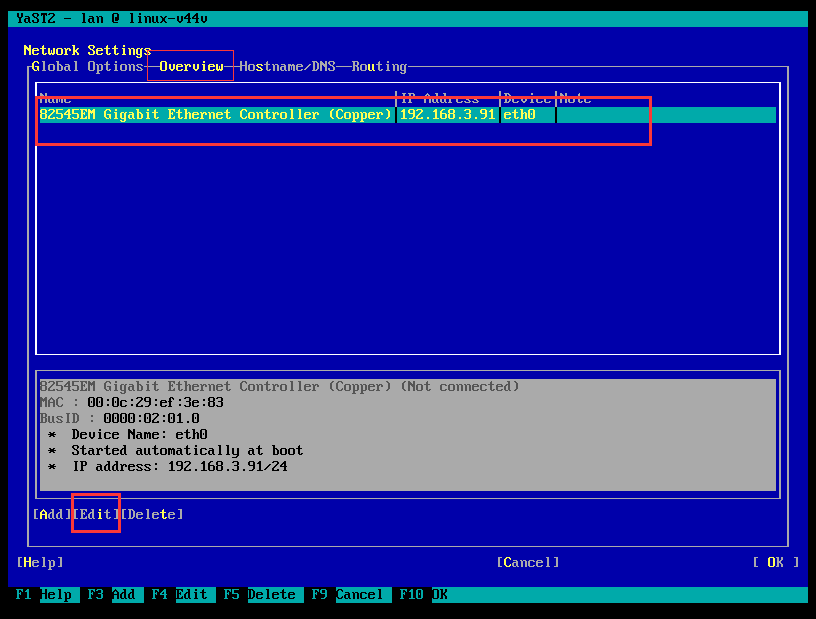 YaST2 - lan @ linux-v44v
Network Settings
Global Options Overview Hostname/DNS Routing
Name |IP Address |Device|Note
82545EM Gigabit Ethernet Controller (Copper)|192.168.3.91|eth0
82545EM Gigabit Ethernet Controller (Copper) (Not connected)
MAC : 00:0c:29:ef:3e:83
BusID : 0000:02:01.0
* Device Name: eth0
* Started automatically at boot
* IP address: 192.168.3.91/24
[Add][Edit][Delete]
[Help] [Cancel] [ OK ]
F1 Help F3 Add F4 Edit F5 Delete F9 Cancel F10 OK